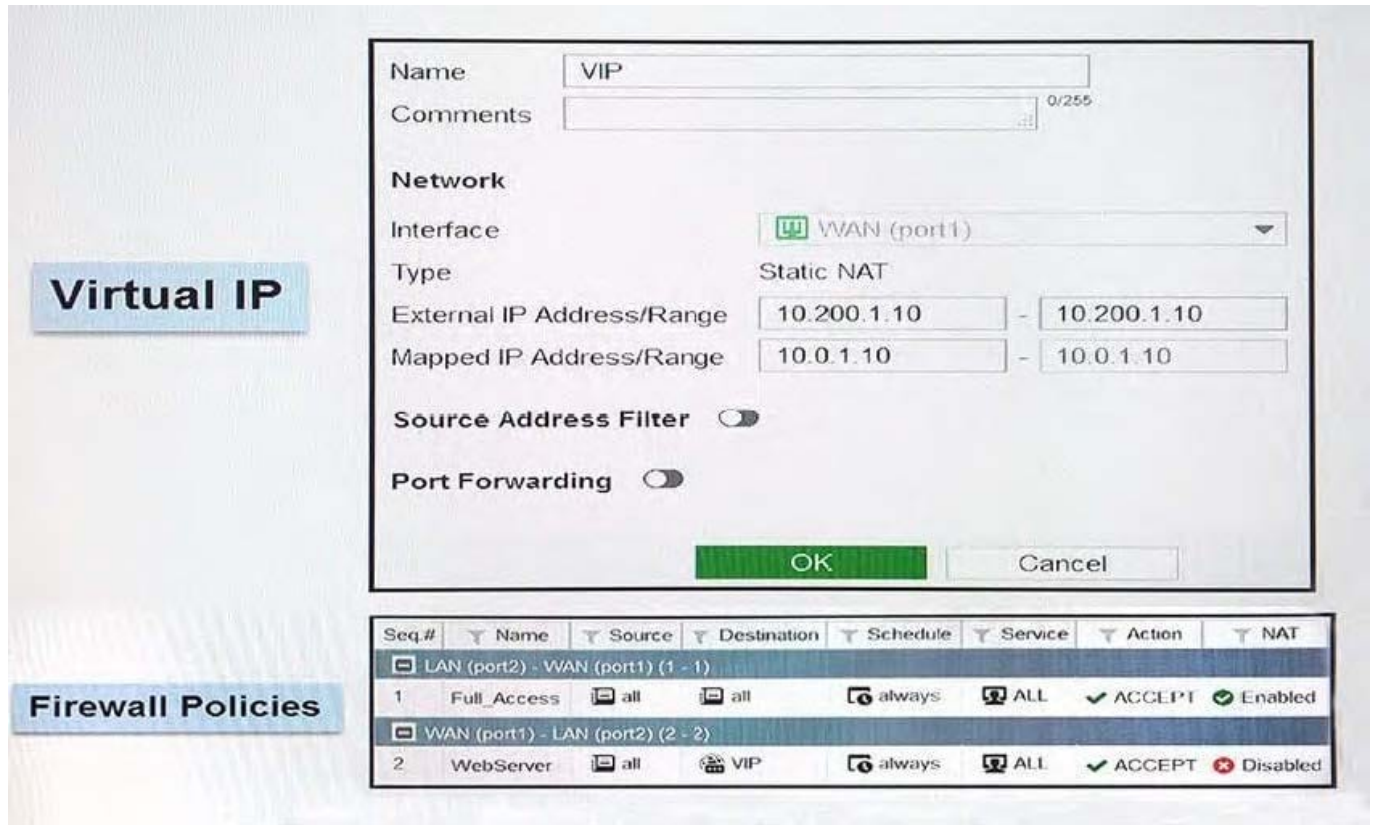 Name VIP
Comments 0/255
Network
Interface WAN (port1)
Virtual IP
Type Static NAT
External IP Address/Range 10.200.1.10 - 10.200.1.10
Mapped IP Address/Range 10.0.1.10 - 10.0.1.10
Source Address Filter
Port Forwarding
OK Cancel
Firewall Policies
Seq.# Name Source Destination Schedule Service Action NAT
LAN (port2) - WAN (port1) (1 - 1)
1 Full_Access all all always ALL ACCEPT Enabled
WAN (port1) - LAN (port2) (2 - 2)
2 WebServer all VIP always ALL ACCEPT Disabled